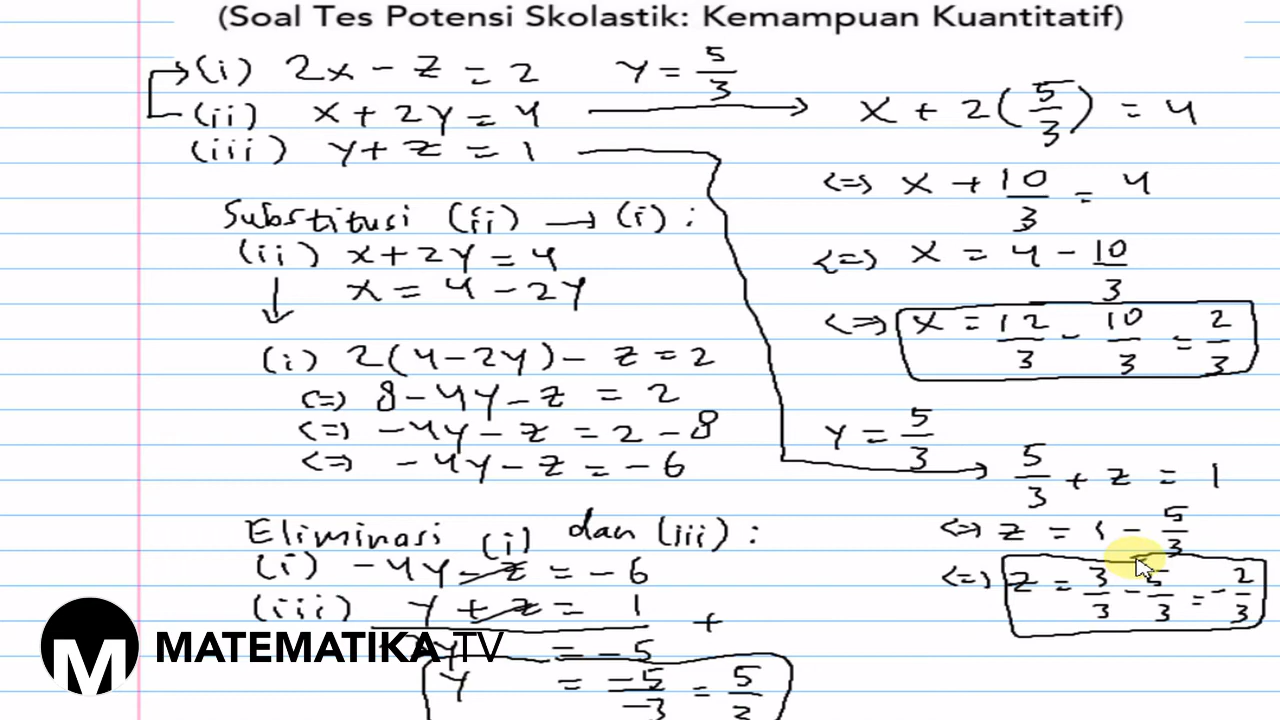 (Soal Tes Potensi Skolastik: Kemampuan Kuantitatif)
(i) 2x - z = 2
(ii) x + 2y = 4
(iii) y + z = 1
Substitusi (ii) → (i) :
(ii) x + 2y = 4
x = 4 - 2y
↓
(i) 2(4 - 2y) - z = 2
<=> 8 - 4y - z = 2
<=> -4y - z = 2 - 8
<=> -4y - z = -6
Eliminasi (i) dan (iii) :
(i) -4y - z = -6
(iii) y + z = 1 +
= -5
y = -5/-3 = 5/3
y = 5/3
x + 2(5/3) = 4
<=> x + 10/3 = 4
<=> x = 4 - 10/3
<=> x = 12/3 - 10/3 = 2/3
y = 5/3
5/3 + z = 1
<=> z = 1 - 5/3
<=> z = 3/3 - 5/3 = -2/3
M MATEMATIKA TV